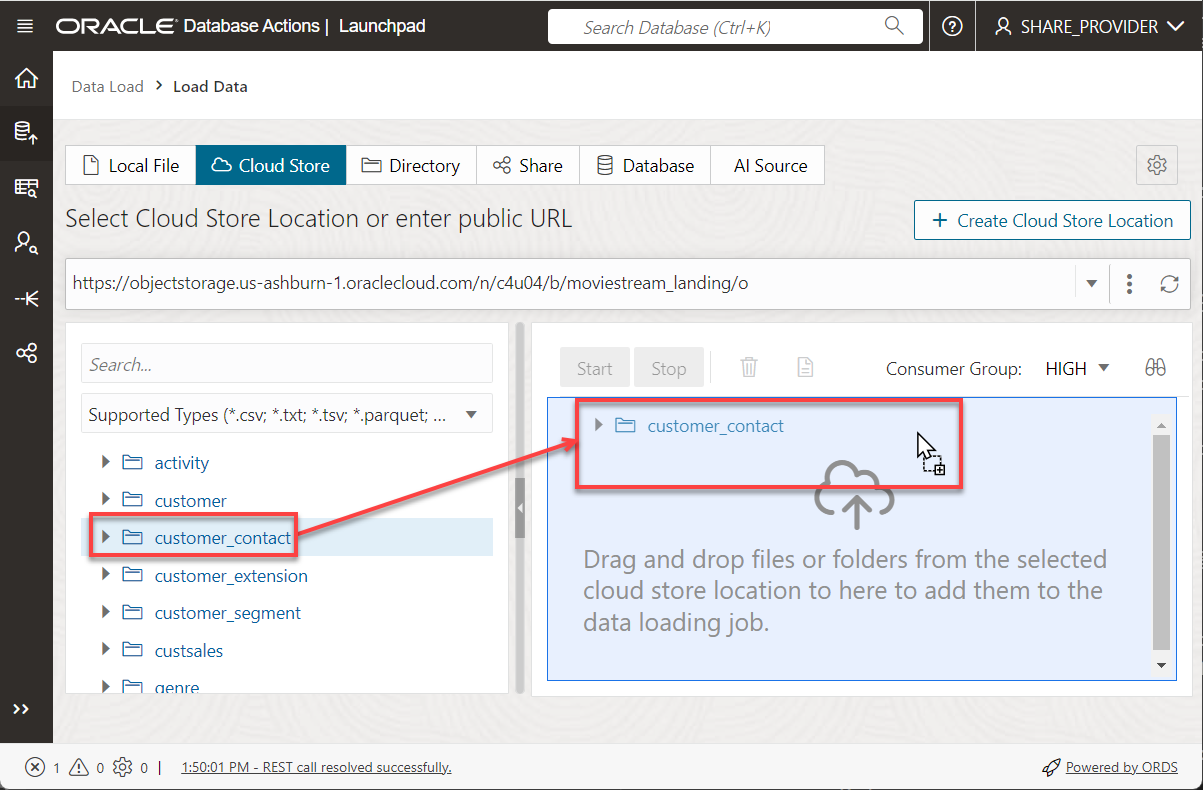 ORACLE® Database Actions | Launchpad
Search Database (Ctrl+K)
SHARE_PROVIDER
Data Load > Load Data
Local File
Cloud Store
Directory
Share
Database
AI Source
Select Cloud Store Location or enter public URL
+ Create Cloud Store Location
https://objectstorage.us-ashburn-1.oraclecloud.com/n/c4u04/b/moviestream_landing/o
Search...
Supported Types (*.csv; *.txt; *.tsv; *.parquet; ...
activity
customer
customer_contact
customer_extension
customer_segment
custsales
genre
Start
Stop
Consumer Group: HIGH
customer_contact
Drag and drop files or folders from the selected
cloud store location to here to add them to the
data loading job.
1 0 0 | 1:50:01 PM - REST call resolved successfully.
Powered by ORDS